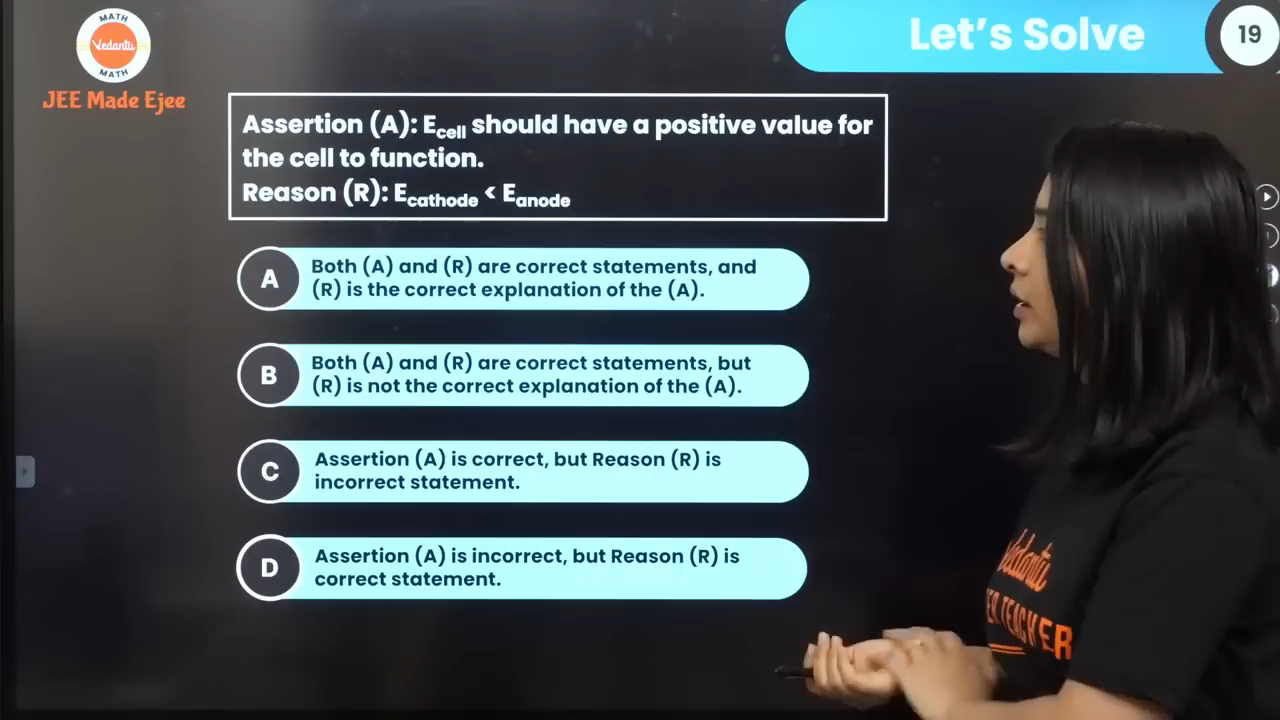 MATH
Vedantu
MATH
JEE Made Ejee
Let's Solve
19
Assertion (A): Ecell should have a positive value for
the cell to function.
Reason (R): Ecathode < Eanode
A
Both (A) and (R) are correct statements, and
(R) is the correct explanation of the (A).
B
Both (A) and (R) are correct statements, but
(R) is not the correct explanation of the (A).
C
Assertion (A) is correct, but Reason (R) is
incorrect statement.
D
Assertion (A) is incorrect, but Reason (R) is
correct statement.
TEACHER